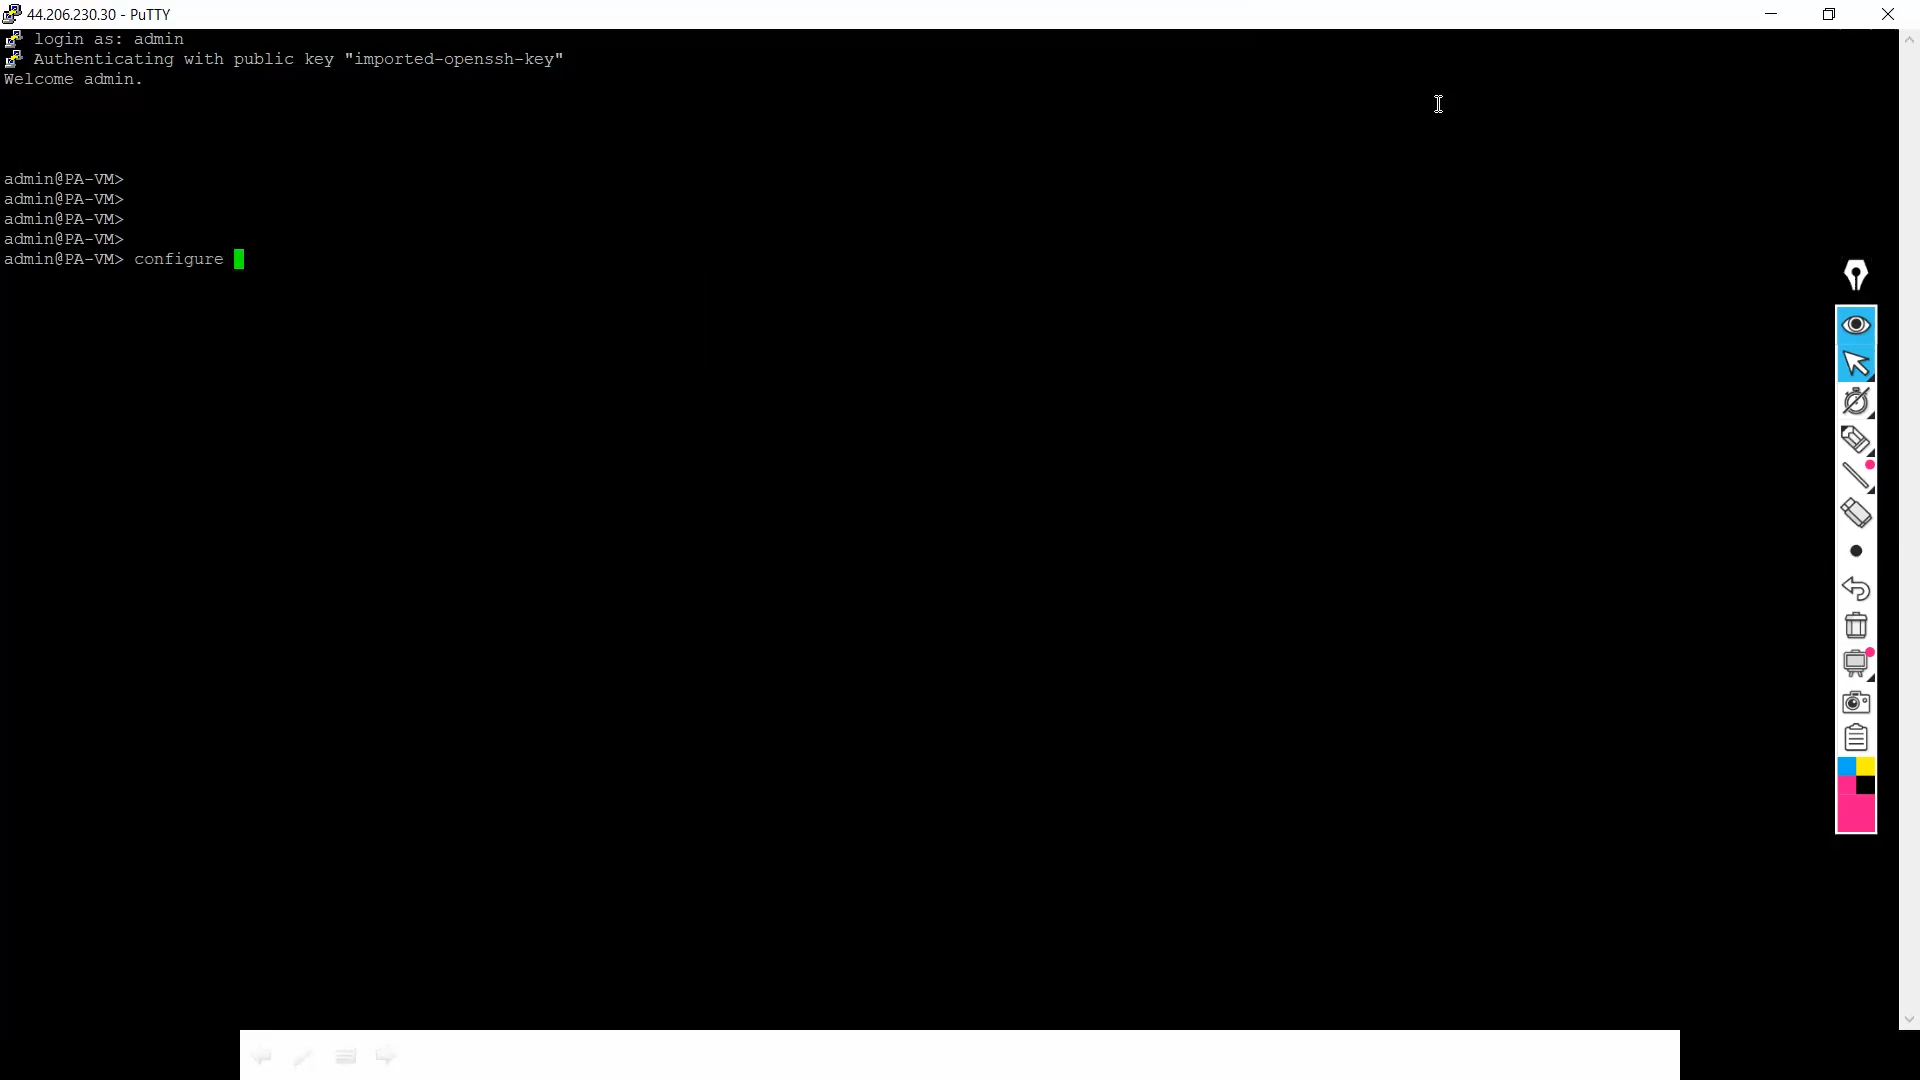 44.206.230.30 - PuTTY
login as: admin
Authenticating with public key "imported-openssh-key"
Welcome admin.
admin@PA-VM>
admin@PA-VM>
admin@PA-VM>
admin@PA-VM>
admin@PA-VM> configure